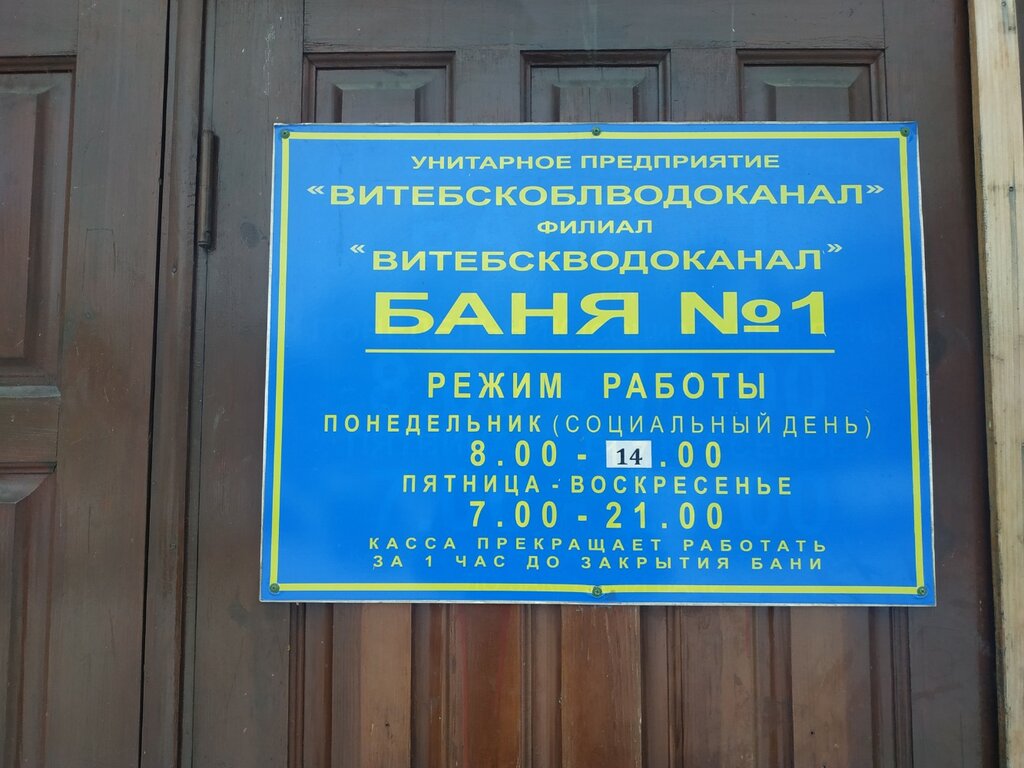 УНИТАРНОЕ ПРЕДПРИЯТИЕ
«ВИТЕБСКОБЛВОДОКАНАЛ»
ФИЛИАЛ
«ВИТЕБСКВОДОКАНАЛ»
БАНЯ №1
РЕЖИМ РАБОТЫ
ПОНЕДЕЛЬНИК (СОЦИАЛЬНЫЙ ДЕНЬ)
8.00 - 14.00
ПЯТНИЦА - ВОСКРЕСЕНЬЕ
7.00 - 21.00
КАССА ПРЕКРАЩАЕТ РАБОТАТЬ
ЗА 1 ЧАС ДО ЗАКРЫТИЯ БАНИ